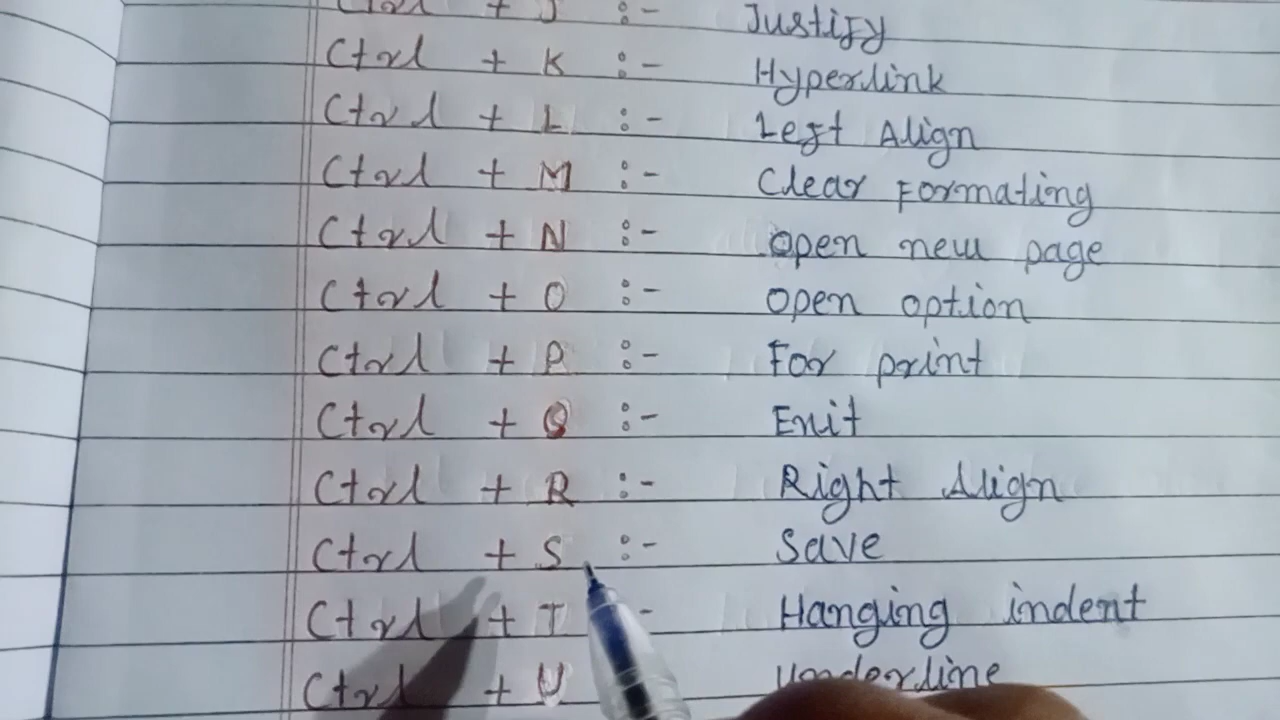 Ctrl + J :- Justify
Ctrl + K :- Hyperlink
Ctrl + L :- Left Align
Ctrl + M :- Clear Formating
Ctrl + N :- Open new page
Ctrl + O :- Open option
Ctrl + P :- For print
Ctrl + Q :- Exit
Ctrl + R :- Right Align
Ctrl + S :- Save
Ctrl + T :- Hanging indent
Ctrl + U Underline